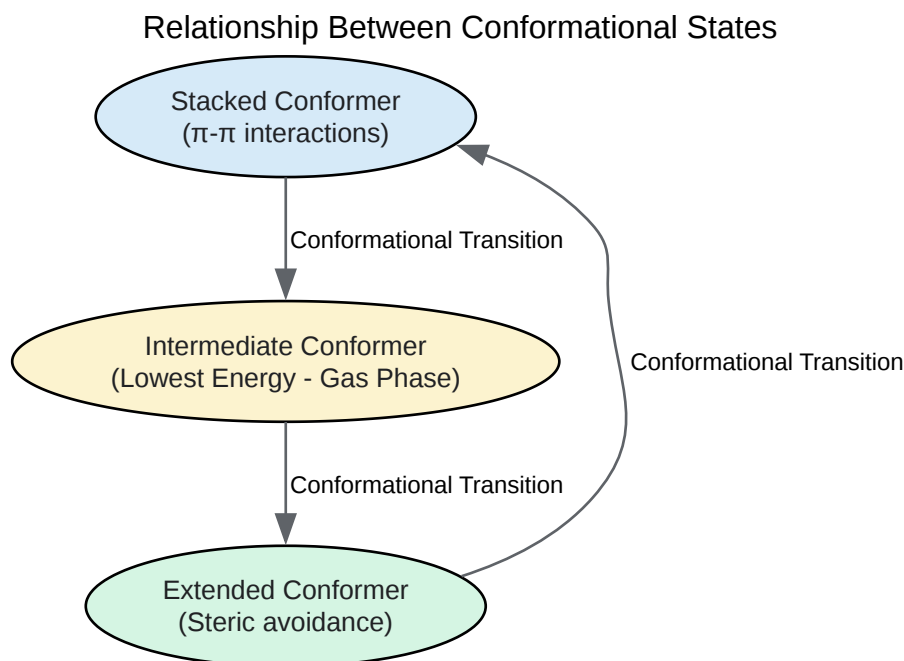 Relationship Between Conformational States
Stacked Conformer
(π-π interactions)
Conformational Transition
Intermediate Conformer
(Lowest Energy - Gas Phase)
Conformational Transition
Conformational Transition
Extended Conformer
(Steric avoidance)